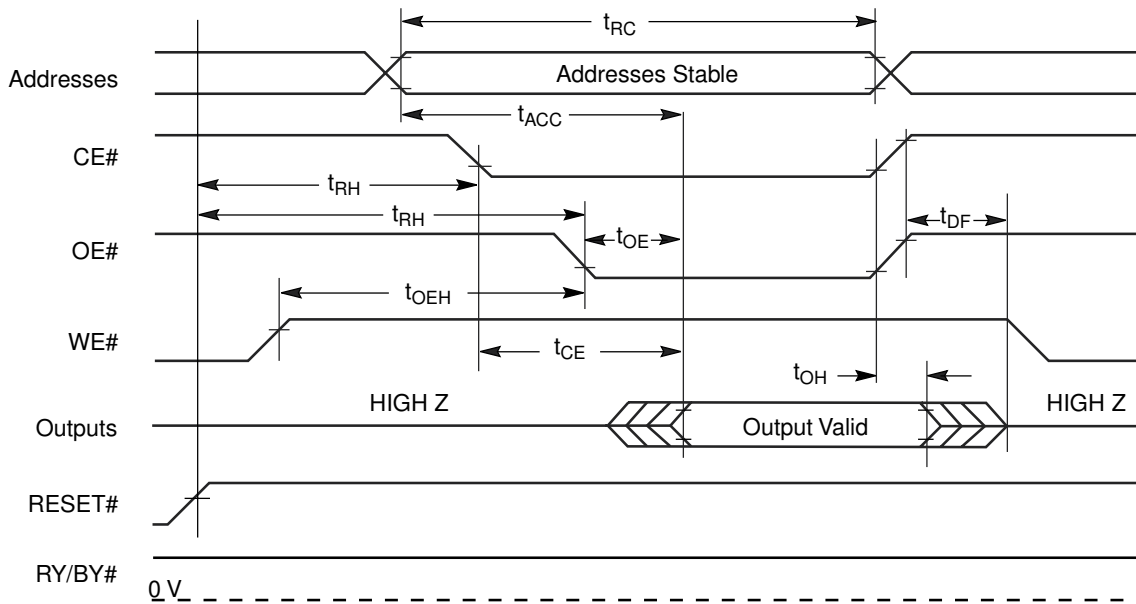 tRC
Addresses
Addresses Stable
tACC
CE#
tRH
tRH
tDF
OE#
tOE
tOEH
WE#
tCE
tOH
HIGH Z
HIGH Z
Outputs
Output Valid
RESET#
RY/BY#
0 V